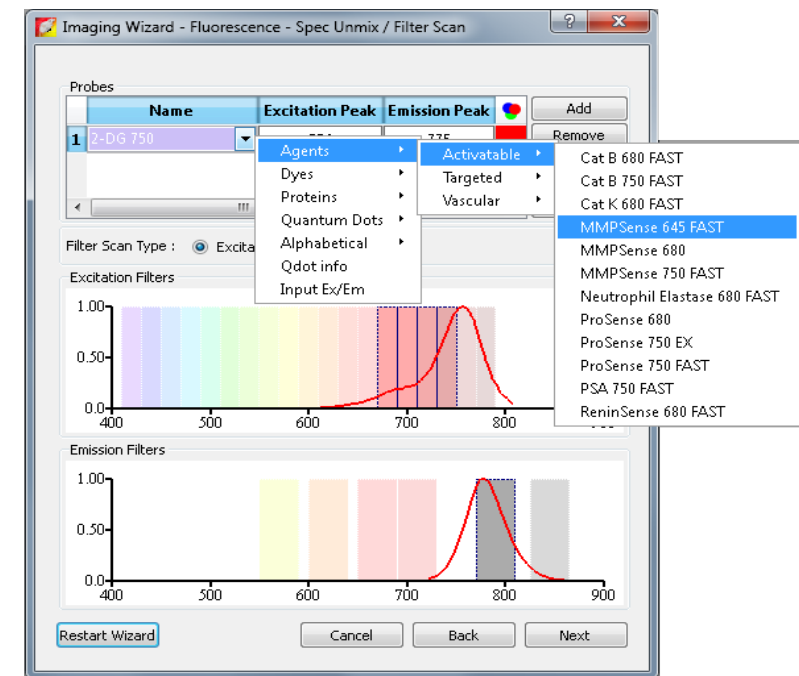 Imaging Wizard - Fluorescence - Spec Unmix / Filter Scan
Probes
Name Excitation Peak Emission Peak Add
1 2-DG 750 775 Remove
Agents
Dyes
Proteins
Quantum Dots
Alphabetical
Qdot info
Input Ex/Em
Activatable
Targeted
Vascular
Cat B 680 FAST
Cat B 750 FAST
Cat K 680 FAST
MMPSense 645 FAST
MMPSense 680
MMPSense 750 FAST
Neutrophil Elastase 680 FAST
ProSense 680
ProSense 750 EX
ProSense 750 FAST
PSA 750 FAST
ReninSense 680 FAST
Filter Scan Type :
Excitation Filters
1.00
0.50
0.0
400 500 600 700 800
Emission Filters
1.00
0.50
0.0
400 500 600 700 800 900
Restart Wizard Cancel Back Next